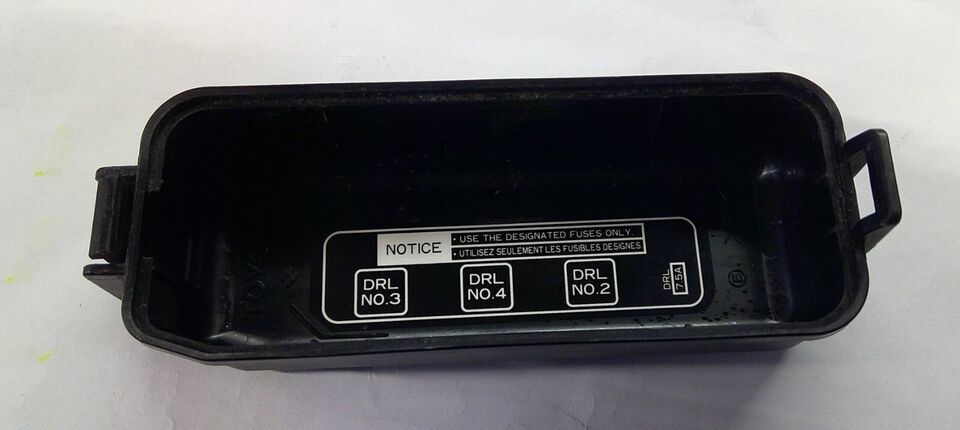 NOTICE
• USE THE DESIGNATED FUSES ONLY.
• UTILISEZ SEULEMENT LES FUSIBLES DESIGNES.
DRL
NO.3
DRL
NO.4
DRL
NO.2
DRL
7.5A